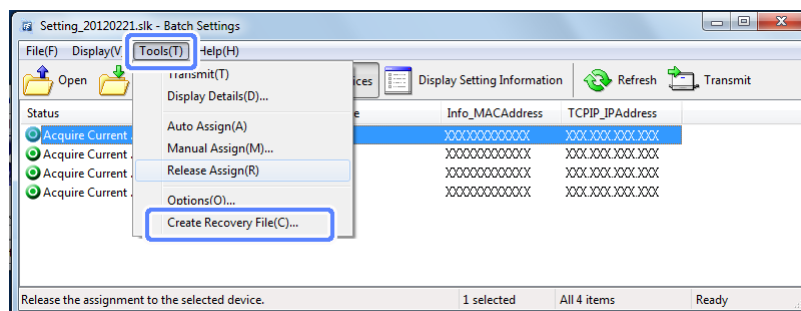 Setting_20120221.slk - Batch Settings
File(F) Display(V) Tools(T) Help(H)
Open Display Setting Information Refresh Transmit
Transmit(T)
Display Details(D)...
Auto Assign(A)
Manual Assign(M)...
Release Assign(R)
Options(O)...
Create Recovery File(C)...
Status Info_MACAddress TCPIP_IPAddress
Acquire Current XXXXXXXXXXXX XXX.XXX.XXX.XXX
Acquire Current XXXXXXXXXXXX XXX.XXX.XXX.XXX
Acquire Current XXXXXXXXXXXX XXX.XXX.XXX.XXX
Acquire Current XXXXXXXXXXXX XXX.XXX.XXX.XXX
Release the assignment to the selected device. 1 selected All 4 items Ready